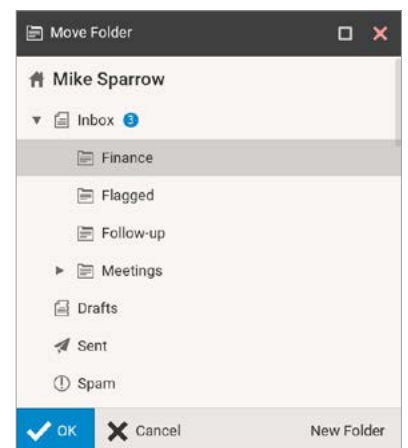 Move Folder
Mike Sparrow
Inbox 3
Finance
Flagged
Follow-up
Meetings
Drafts
Sent
Spam
OK Cancel New Folder